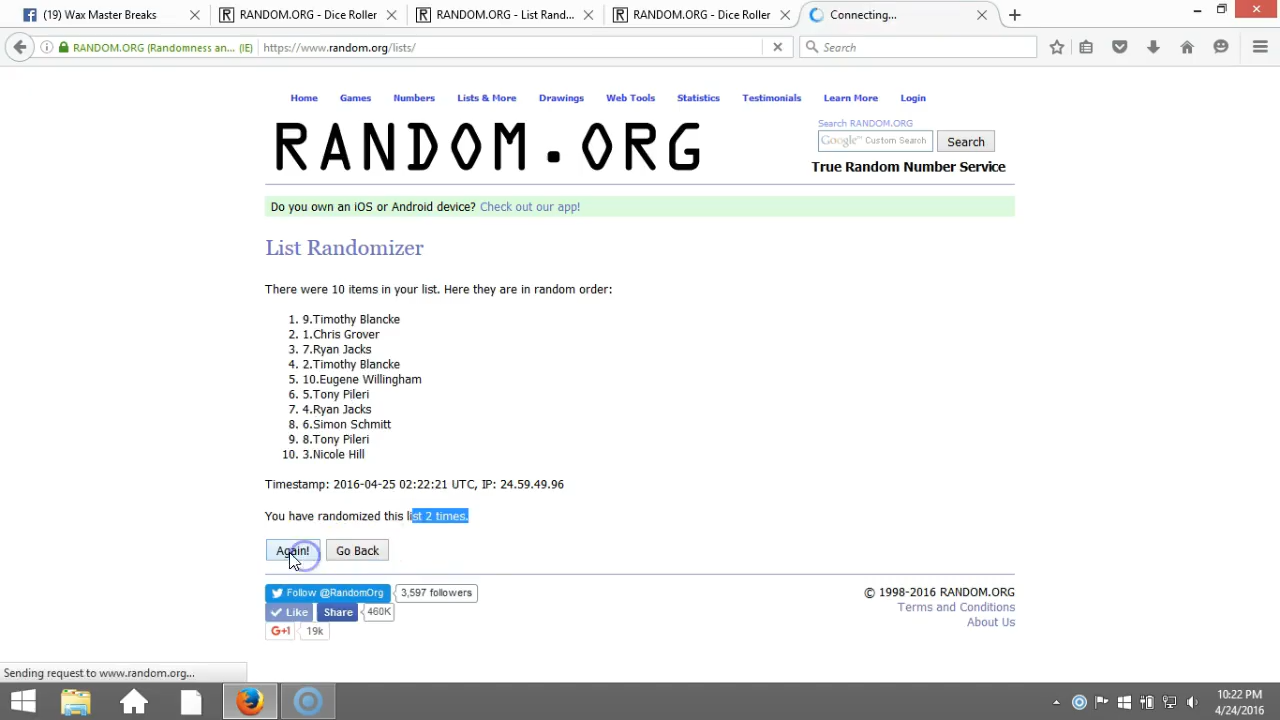 (19) Wax Master Breaks
RANDOM.ORG - Dice Roller
RANDOM.ORG - List Rand...
RANDOM.ORG - Dice Roller
Connecting...
RANDOM.ORG (Randomness an... (IE)
https://www.random.org/lists/
Search
Home Games Numbers Lists & More Drawings Web Tools Statistics Testimonials Learn More Login
RANDOM.ORG
Search RANDOM.ORG
Google™ Custom Search
Search
True Random Number Service
Do you own an iOS or Android device? Check out our app!
List Randomizer
There were 10 items in your list. Here they are in random order:
1. 9.Timothy Blancke
2. 1.Chris Grover
3. 7.Ryan Jacks
4. 2.Timothy Blancke
5. 10.Eugene Willingham
6. 5.Tony Pileri
7. 4.Ryan Jacks
8. 6.Simon Schmitt
9. 8.Tony Pileri
10. 3.Nicole Hill
Timestamp: 2016-04-25 02:22:21 UTC, IP: 24.59.49.96
You have randomized this list 2 times.
Again! Go Back
Follow @RandomOrg 3,597 followers
Like Share 460K
G+1 19k
© 1998-2016 RANDOM.ORG
Terms and Conditions
About Us
Sending request to www.random.org...
10:22 PM
4/24/2016